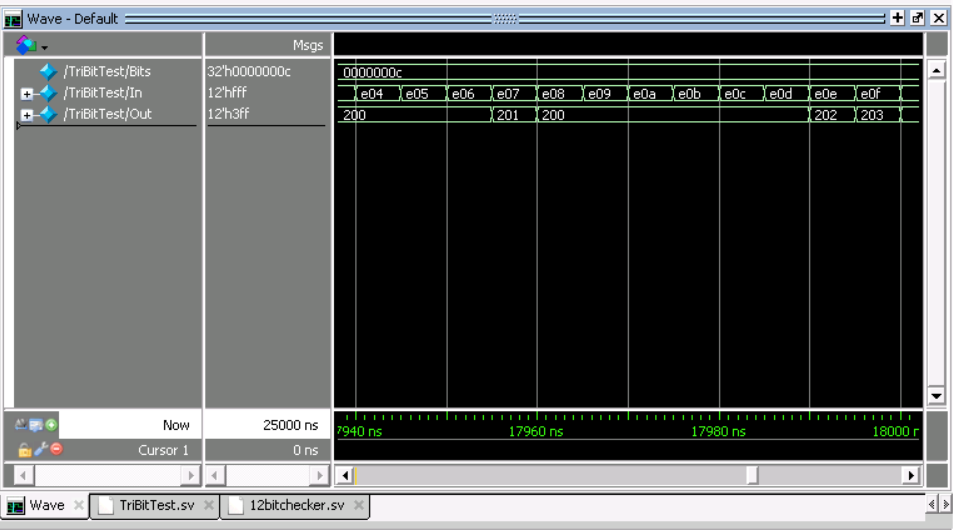 Wave - Default
Msgs
/TriBitTest/Bits 32'h0000000c 0000000c
/TriBitTest/In 12'hfff e04 e05 e06 e07 e08 e09 e0a e0b e0c e0d e0e e0f
/TriBitTest/Out 12'h3ff 200 201 200 202 203
Now 25000 ns 7940 ns 17960 ns 17980 ns 18000 r
Cursor 1 0 ns
Wave TriBitTest.sv 12bitchecker.sv